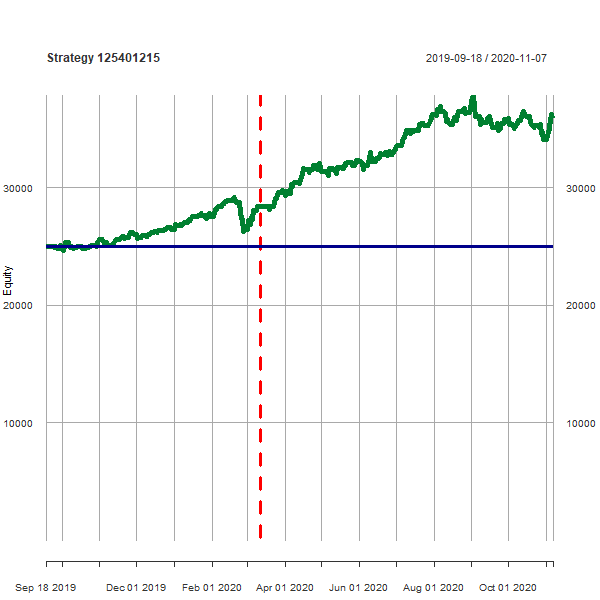 Strategy 125401215
2019-09-18 / 2020-11-07
Equity
30000
30000
20000
20000
10000
10000
Sep 18 2019
Dec 01 2019
Feb 01 2020
Apr 01 2020
Jun 01 2020
Aug 01 2020
Oct 01 2020